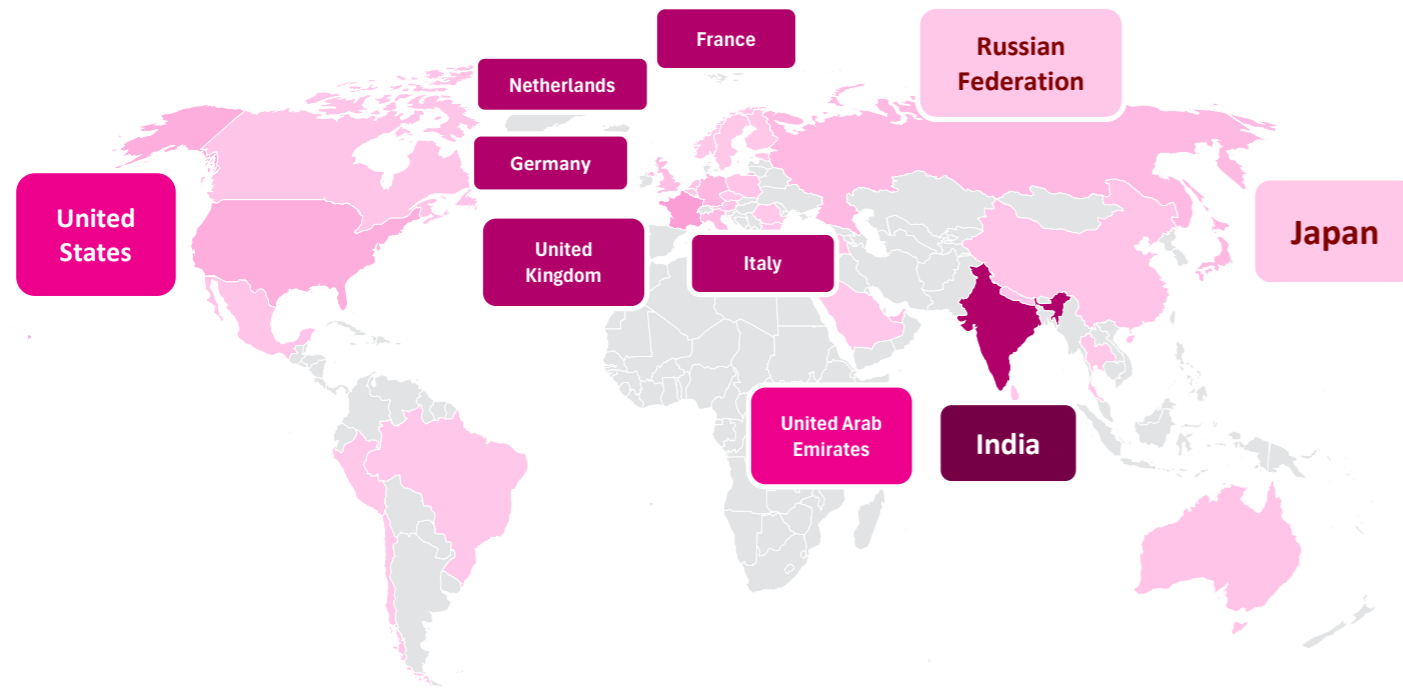 France
Russian
Federation
Netherlands
Germany
United
States
Japan
United
Kingdom
Italy
United Arab
Emirates
India